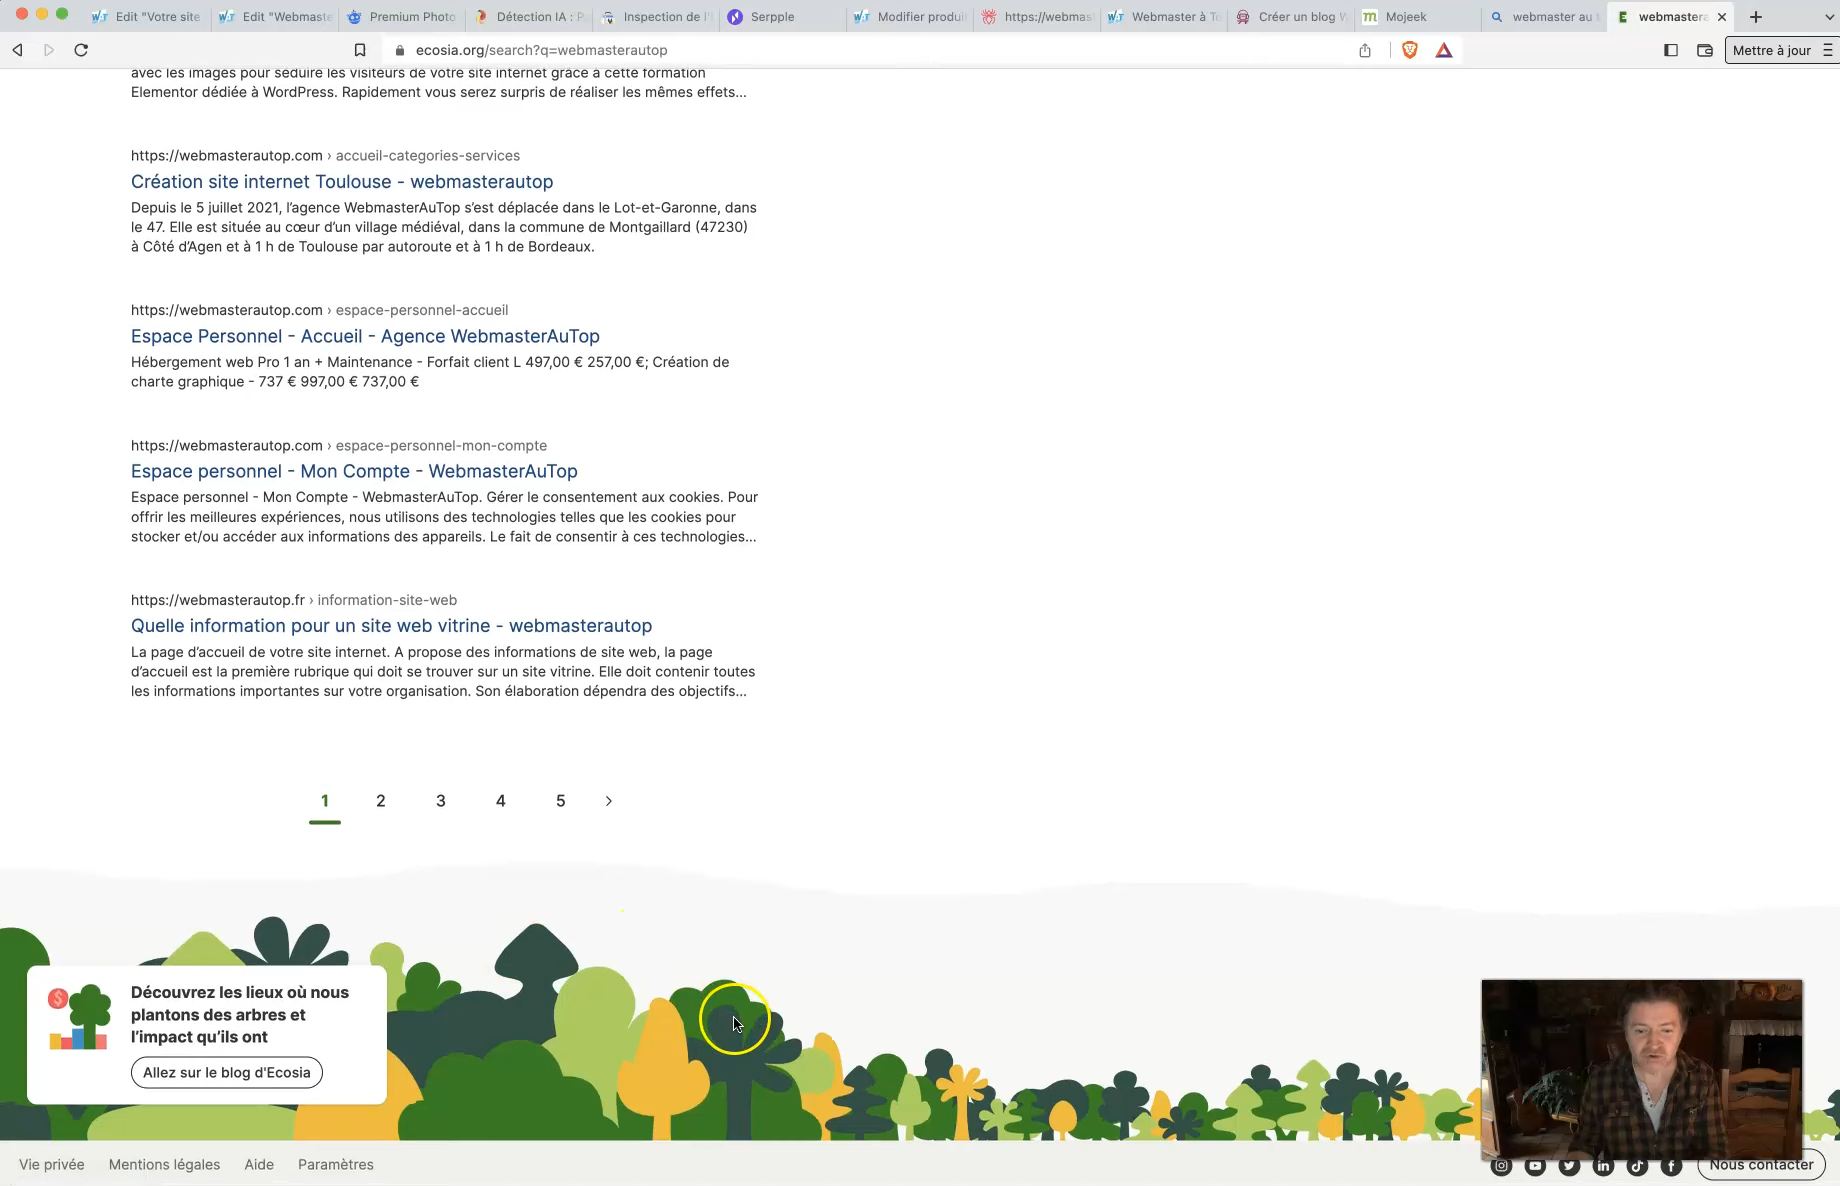 Edit "Votre site
Edit "Webmaste
Premium Photo
Détection IA : P
Inspection de l'
Serpple
Modifier produi
https://webmas
Webmaster à To
Créer un blog W
Mojeek
webmaster au t
webmastera
ecosia.org/search?q=webmasterautop
Mettre à jour
avec les images pour séduire les visiteurs de votre site internet grâce à cette formation
Elementor dédiée à WordPress. Rapidement vous serez surpris de réaliser les mêmes effets...
https://webmasterautop.com › accueil-categories-services
Création site internet Toulouse - webmasterautop
Depuis le 5 juillet 2021, l’agence WebmasterAuTop s’est déplacée dans le Lot-et-Garonne, dans
le 47. Elle est située au cœur d’un village médiéval, dans la commune de Montgaillard (47230)
à Côté d’Agen et à 1 h de Toulouse par autoroute et à 1 h de Bordeaux.
https://webmasterautop.com › espace-personnel-accueil
Espace Personnel - Accueil - Agence WebmasterAuTop
Hébergement web Pro 1 an + Maintenance - Forfait client L 497,00 € 257,00 €; Création de
charte graphique - 737 € 997,00 € 737,00 €
https://webmasterautop.com › espace-personnel-mon-compte
Espace personnel - Mon Compte - WebmasterAuTop
Espace personnel - Mon Compte - WebmasterAuTop. Gérer le consentement aux cookies. Pour
offrir les meilleures expériences, nous utilisons des technologies telles que les cookies pour
stocker et/ou accéder aux informations des appareils. Le fait de consentir à ces technologies...
https://webmasterautop.fr › information-site-web
Quelle information pour un site web vitrine - webmasterautop
La page d’accueil de votre site internet. A propose des informations de site web, la page
d’accueil est la première rubrique qui doit se trouver sur un site vitrine. Elle doit contenir toutes
les informations importantes sur votre organisation. Son élaboration dépendra des objectifs...
1 2 3 4 5 >
Découvrez les lieux où nous
plantons des arbres et
l’impact qu’ils ont
Allez sur le blog d'Ecosia
Vie privée
Mentions légales
Aide
Paramètres
Nous contacter